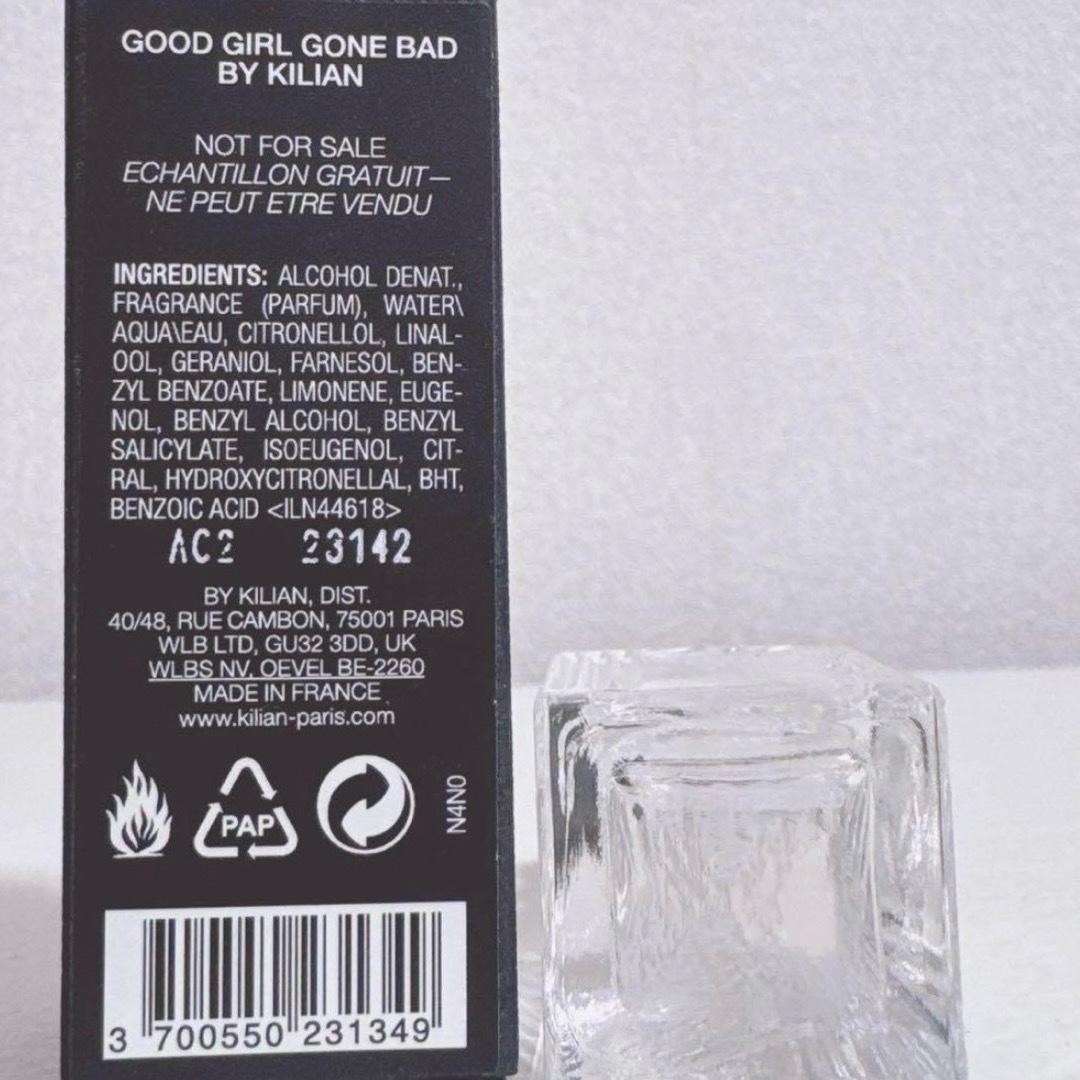 GOOD GIRL GONE BAD
BY KILIAN
NOT FOR SALE
ECHANTILLON GRATUIT—
NE PEUT ETRE VENDU
INGREDIENTS: ALCOHOL DENAT.,
FRAGRANCE (PARFUM), WATER\
AQUA\EAU, CITRONELLOL, LINAL-
OOL, GERANIOL, FARNESOL, BEN-
ZYL BENZOATE, LIMONENE, EUGE-
NOL, BENZYL ALCOHOL, BENZYL
SALICYLATE, ISOEUGENOL, CIT-
RAL, HYDROXYCITRONELLAL, BHT,
BENZOIC ACID <ILN44618>
AC2 23142
BY KILIAN, DIST.
40/48, RUE CAMBON, 75001 PARIS
WLB LTD, GU32 3DD, UK
WLBS NV, OEVEL BE-2260
MADE IN FRANCE
www.kilian-paris.com
PAP
N4N0
3 700550 231349